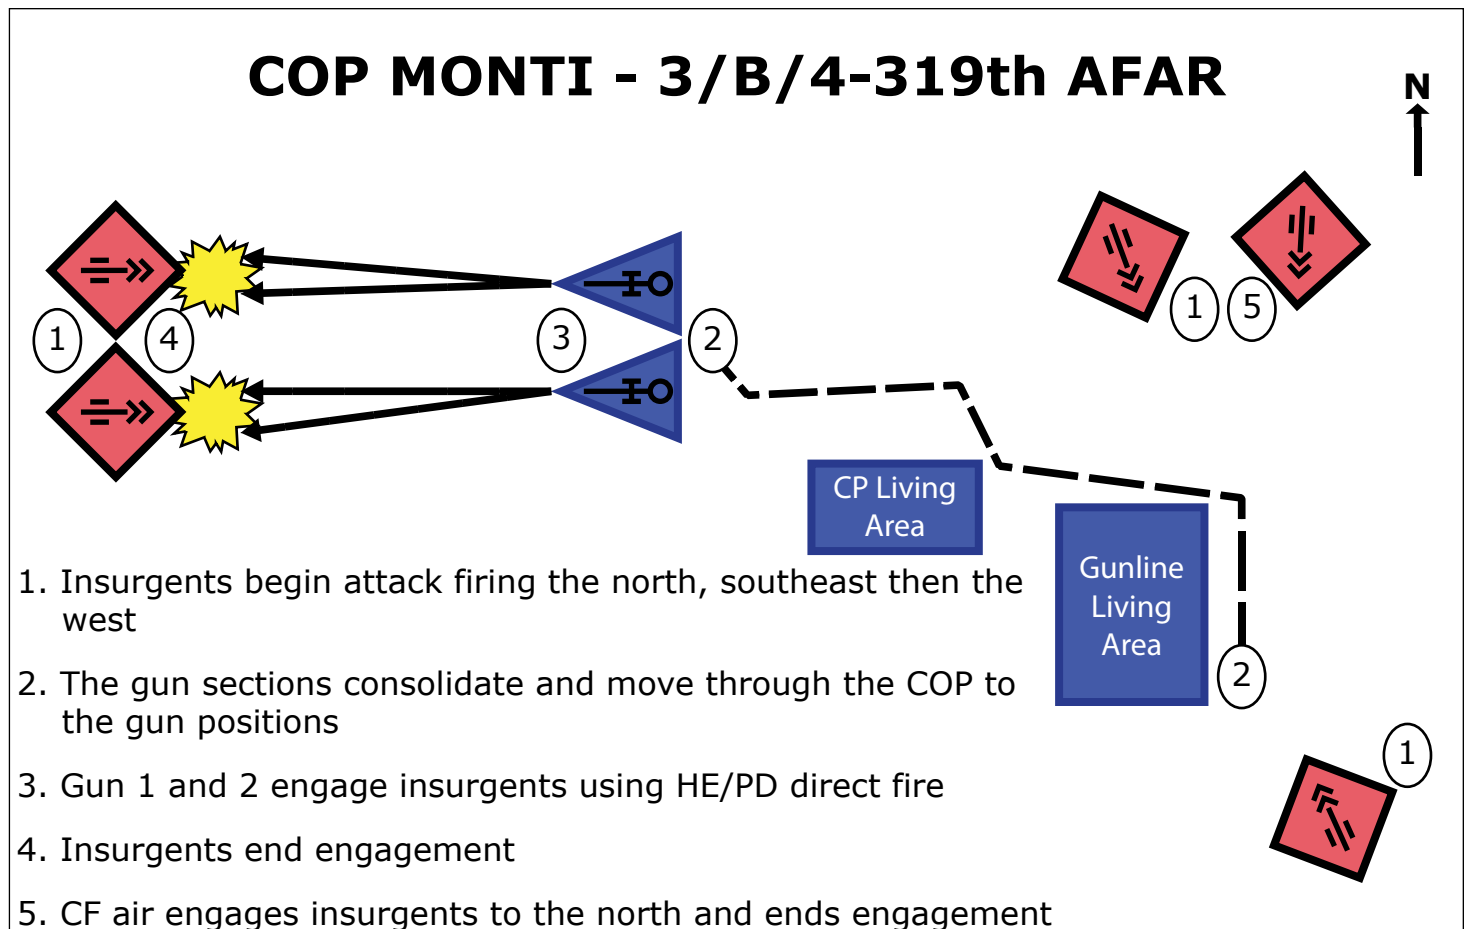 COP MONTI - 3/B/4-319th AFAR
N
1
5
1
4
3
2
CP Living
Area
Gunline
Living
Area
2
1
1. Insurgents begin attack firing the north, southeast then the
west
2. The gun sections consolidate and move through the COP to
the gun positions
3. Gun 1 and 2 engage insurgents using HE/PD direct fire
4. Insurgents end engagement
5. CF air engages insurgents to the north and ends engagement